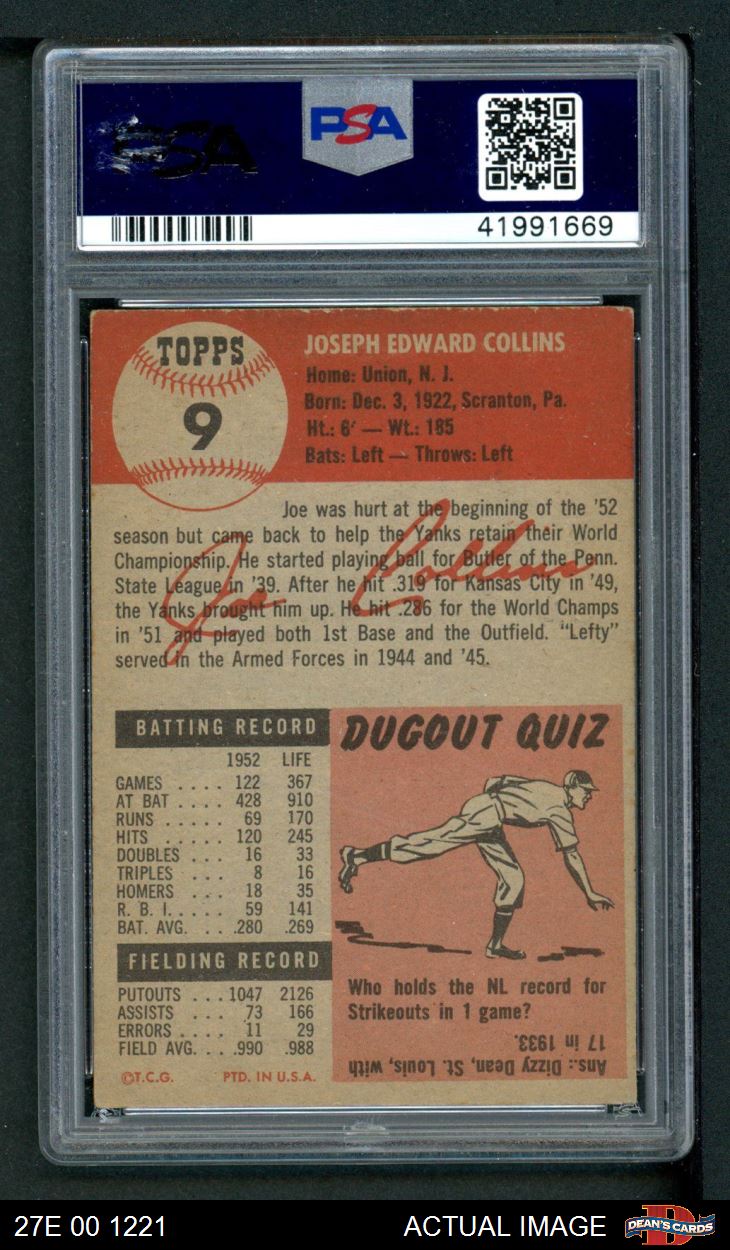 PSA
PSA
41991669
TOPPS
9
JOSEPH EDWARD COLLINS
Home: Union, N. J.
Born: Dec. 3, 1922, Scranton, Pa.
Ht.: 6' — Wt.: 185
Bats: Left — Throws: Left
Joe was hurt at the beginning of the '52
season but came back to help the Yanks retain their World
Championship. He started playing ball for Butler of the Penn.
State League in '39. After he hit .319 for Kansas City in '49,
the Yanks brought him up. He hit .286 for the World Champs
in '51 and played both 1st Base and the Outfield. "Lefty"
served in the Armed Forces in 1944 and '45.
Joe Collins
BATTING RECORD
1952 LIFE
GAMES .... 122 367
AT BAT .... 428 910
RUNS ..... 69 170
HITS ..... 120 245
DOUBLES ... 16 33
TRIPLES ... 8 16
HOMERS ... 18 35
R. B. I. .... 59 141
BAT. AVG. ... .280 .269
FIELDING RECORD
PUTOUTS ... 1047 2126
ASSISTS ... 73 166
ERRORS .... 11 29
FIELD AVG. ... .990 .988
©T.C.G. PTD. IN U.S.A.
DUGOUT QUIZ
Who holds the NL record for
Strikeouts in 1 game?
Ans.: Dizzy Dean, St. Louis, with
17 in 1933.
27E 00 1221
ACTUAL IMAGE
DEAN'S CARDS